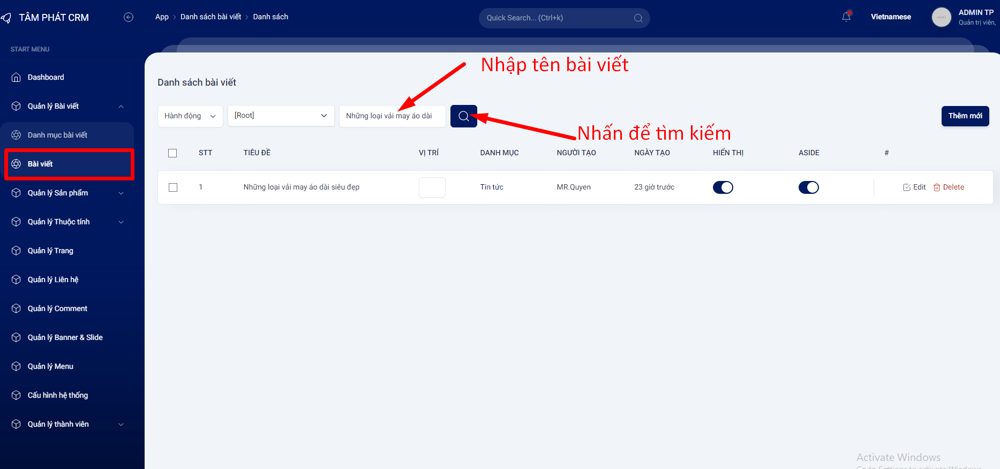 TÂM PHÁT CRM
App > Danh sách bài viết > Danh sách
Quick Search... (Ctrl+k)
Vietnamese
ADMIN TP
Quản trị viên,
START MENU
Dashboard
Quản lý Bài viết
Danh mục bài viết
Bài viết
Quản lý Sản phẩm
Quản lý Thuộc tính
Quản lý Trang
Quản lý Liên hệ
Quản lý Comment
Quản lý Banner & Slide
Quản lý Menu
Cấu hình hệ thống
Quản lý thành viên
Nhập tên bài viết
Danh sách bài viết
Hành động
[Root]
Những loại vải may áo dài
Thêm mới
Nhấn để tìm kiếm
STT TIÊU ĐỀ VỊ TRÍ DANH MỤC NGƯỜI TẠO NGÀY TẠO HIỂN THỊ ASIDE #
1 Những loại vải may áo dài siêu đẹp Tin tức MR.Quyen 23 giờ trước Edit Delete
Activate Windows
Go to Settings to activate Windows.